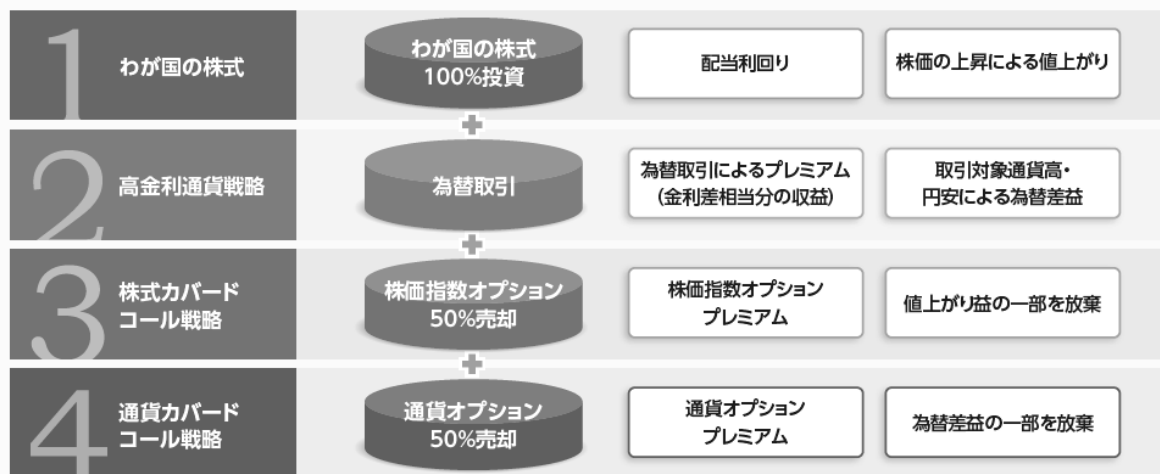 1
わが国の株式
わが国の株式
100%投資
配当利回り
株価の上昇による値上がり
2
高金利通貨戦略
為替取引
為替取引によるプレミアム
(金利差相当分の収益)
取引対象通貨高・
円安による為替差益
3
株式カバード
コール戦略
株価指数オプション
50%売却
株価指数オプション
プレミアム
値上がり益の一部を放棄
4
通貨カバード
コール戦略
通貨オプション
50%売却
通貨オプション
プレミアム
為替差益の一部を放棄